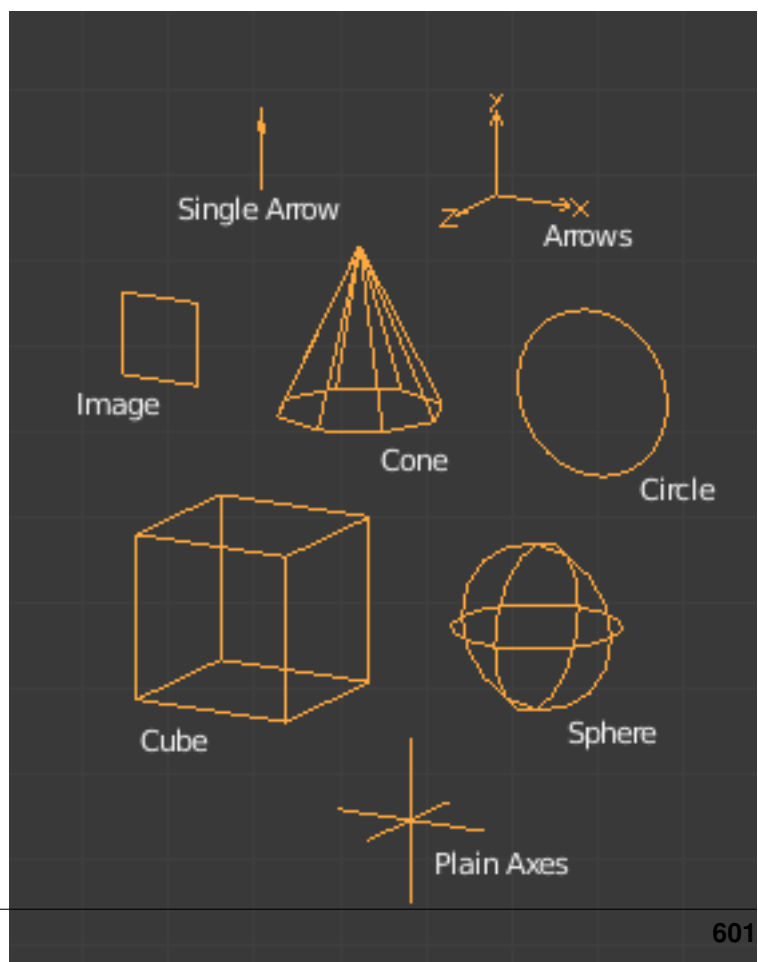 Y
Z
X
Single Arrow
Arrows
Image
Cone
Circle
Cube
Sphere
Plain Axes
601